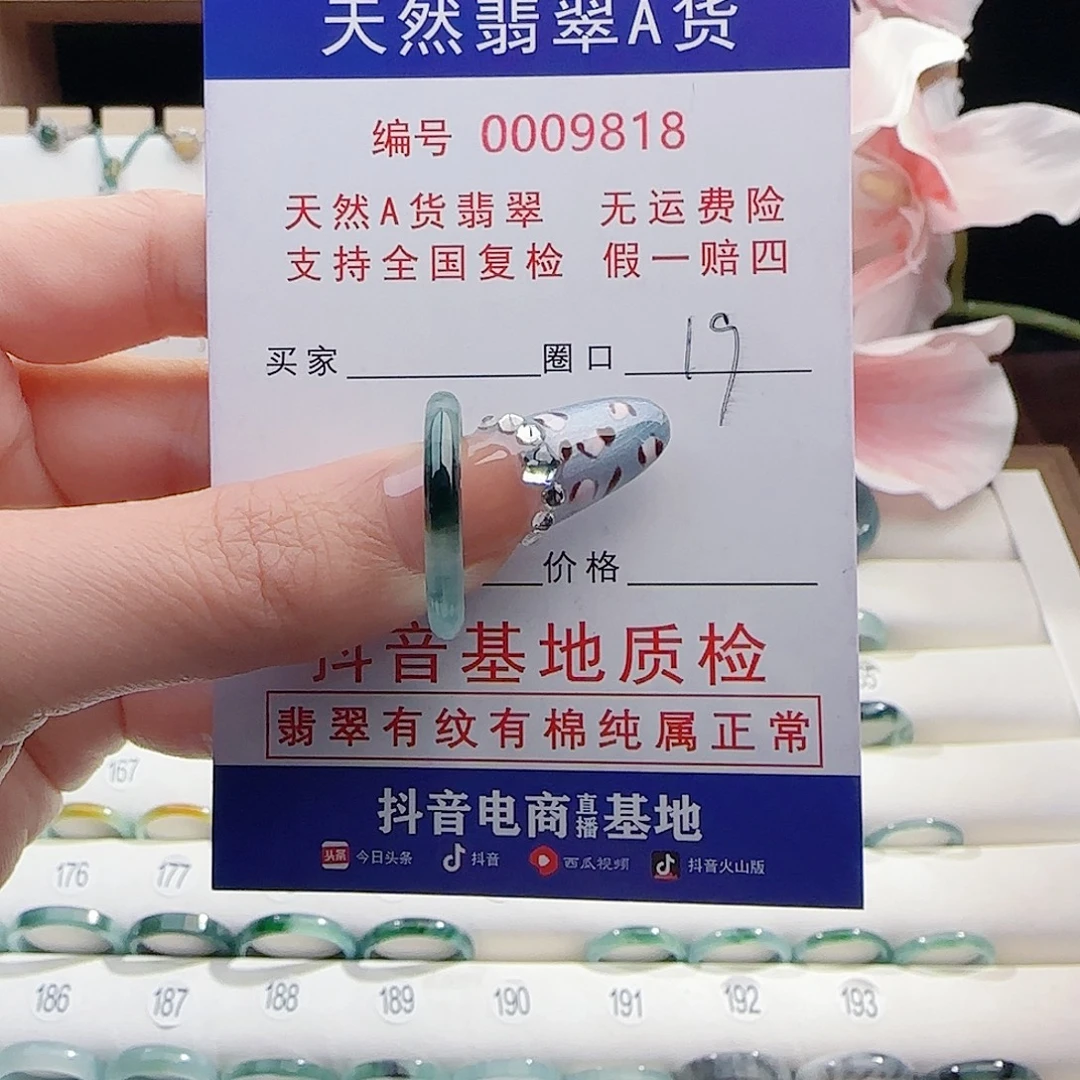 天然翡翠A货
编号 0009818
天然A货翡翠 无运费险
支持全国复检 假一赔四
买家 圈口 19
价格
抖音基地质检
翡翠有纹有棉纯属正常
抖音电商直播基地
头条 今日头条 抖音 西瓜视频 抖音火山版
167
176 177
186 187 188 189 190 191 192 193